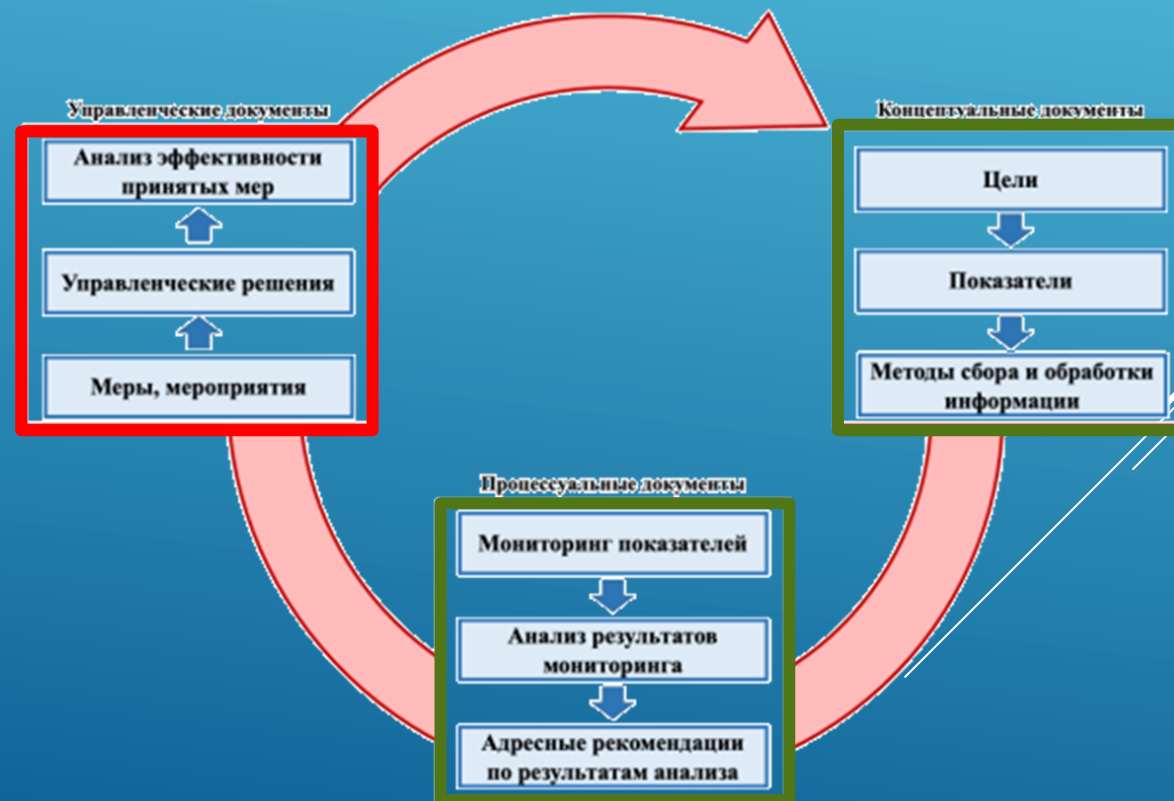 Управленческие документы
Анализ эффективности
принятых мер
Управленческие решения
Меры, мероприятия
Концептуальные документы
Цели
Показатели
Методы сбора и обработки
информации
Процессуальные документы
Мониторинг показателей
Анализ результатов
мониторинга
Адресные рекомендации
по результатам анализа